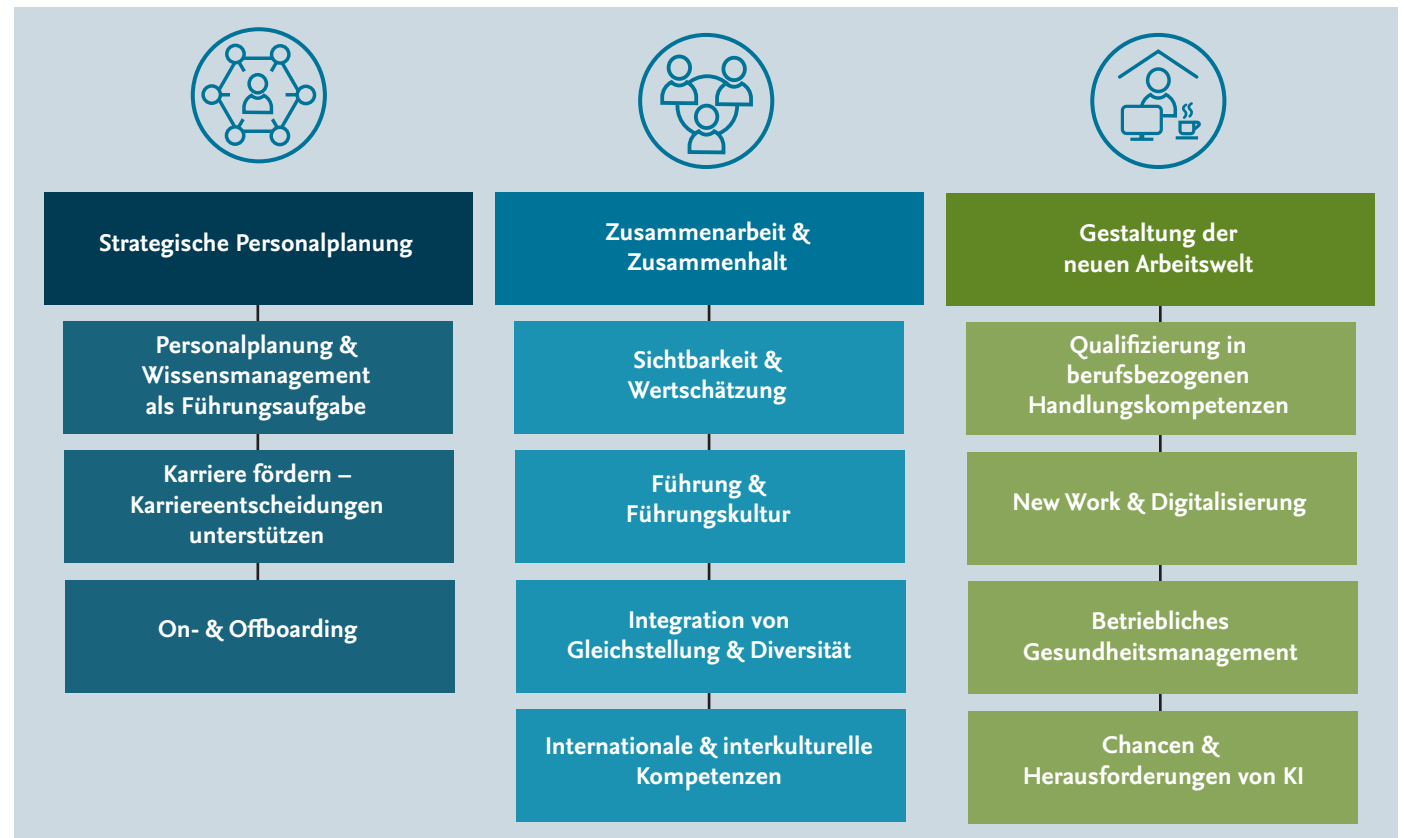 Strategische Personalplanung
Personalplanung &
Wissensmanagement
als Führungsaufgabe
Karriere fördern –
Karriereentscheidungen
unterstützen
On- & Offboarding
Zusammenarbeit &
Zusammenhalt
Sichtbarkeit &
Wertschätzung
Führung &
Führungskultur
Integration von
Gleichstellung & Diversität
Internationale & interkulturelle
Kompetenzen
Gestaltung der
neuen Arbeitswelt
Qualifizierung in
berufsbezogenen
Handlungskompetenzen
New Work & Digitalisierung
Betriebliches
Gesundheitsmanagement
Chancen &
Herausforderungen von KI